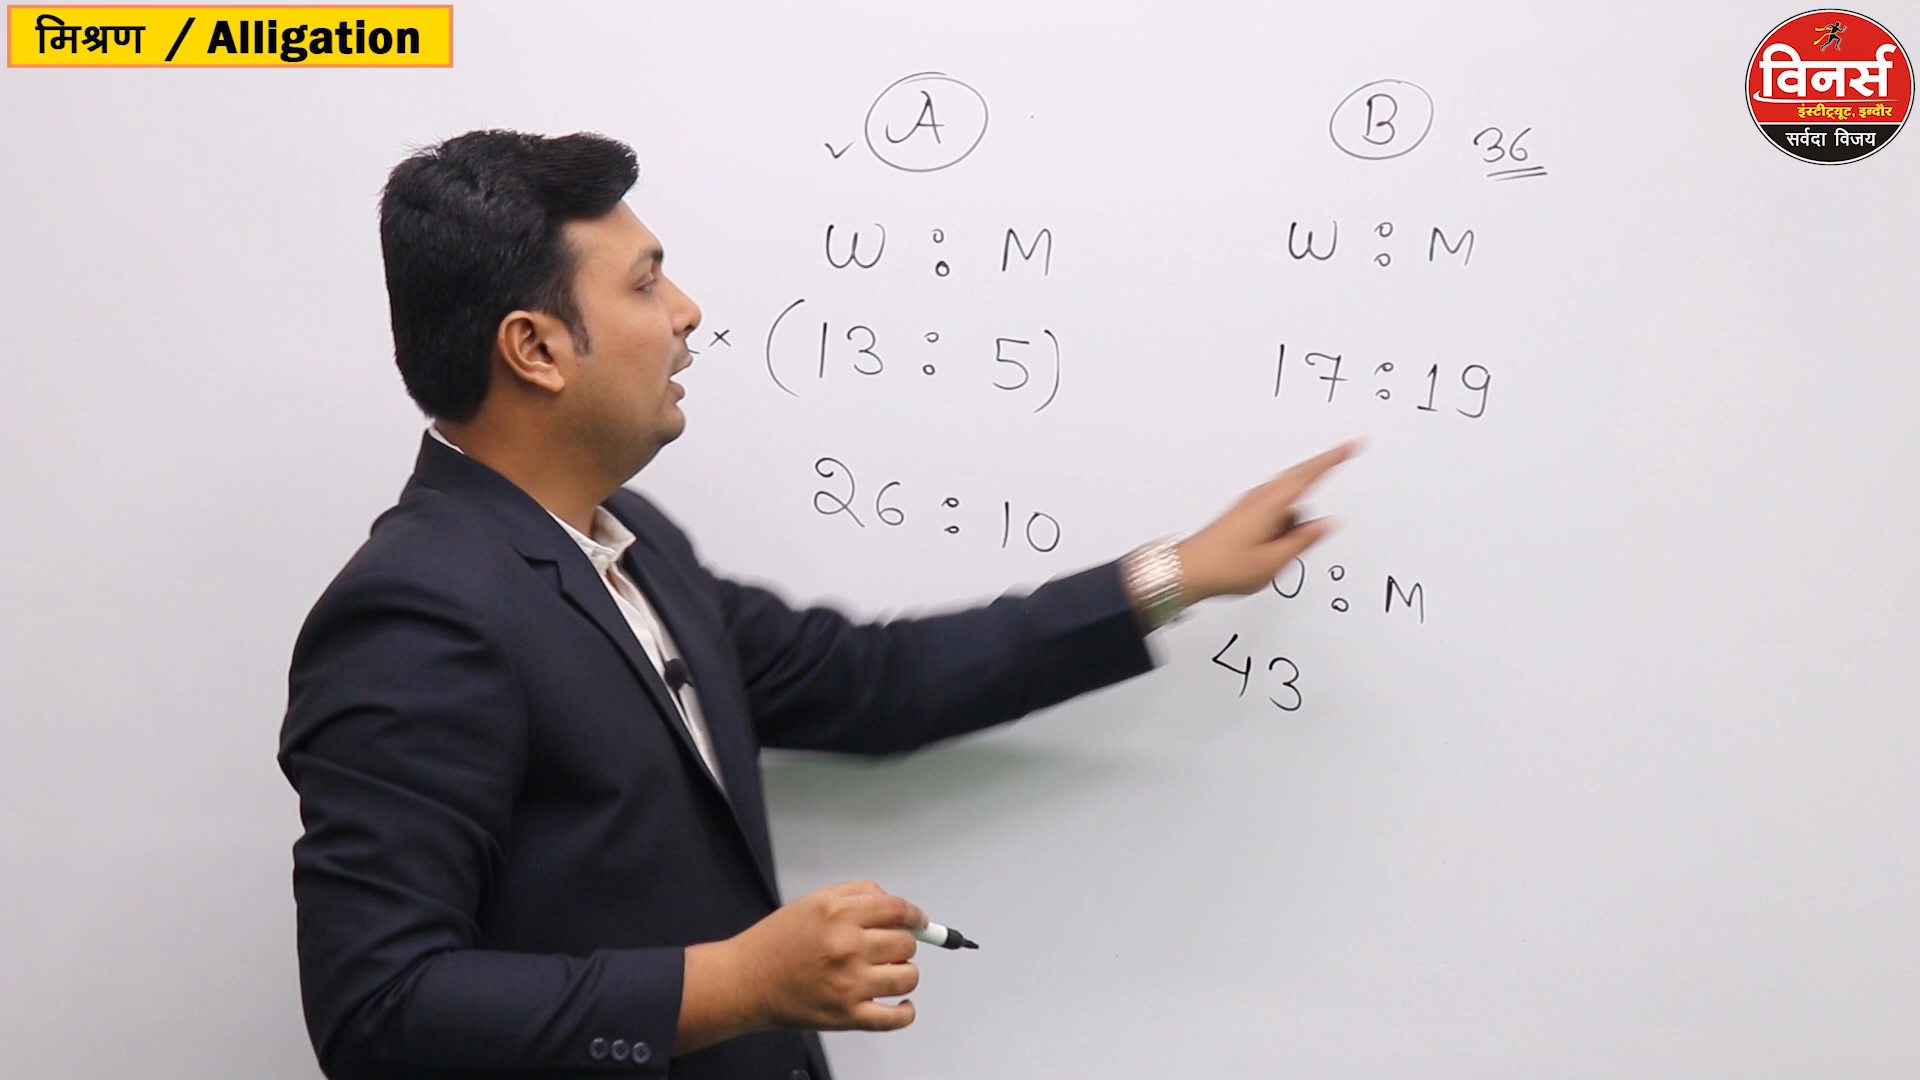 मिश्रण / Alligation
विनर्स
इंस्टीट्यूट, इन्दौर
सर्वदा विजय
A B 36
W : M W : M
× (13 : 5) 17 : 19
26 : 10
: M
43